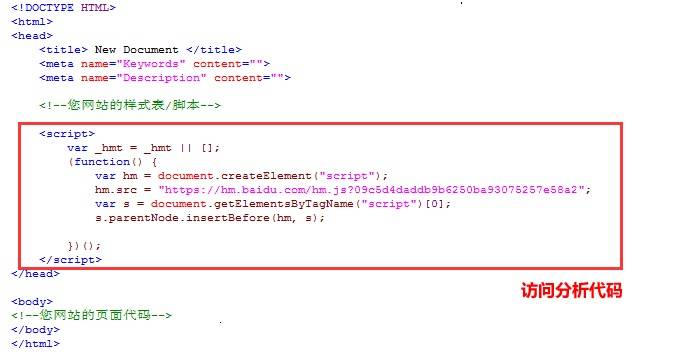 <!DOCTYPE HTML>
<html>
<head>
<title> New Document </title>
<meta name="Keywords" content="">
<meta name="Description" content="">
<!--您网站的样式表/脚本-->
<script>
var _hmt = _hmt || [];
(function() {
var hm = document.createElement("script");
hm.src = "https://hm.baidu.com/hm.js?09c5d4daddb9b6250ba93075257e58a2";
var s = document.getElementsByTagName("script")[0];
s.parentNode.insertBefore(hm, s);
})();
</script>
</head>
访问分析代码
<body>
<!--您网站的页面代码-->
</body>
</html>